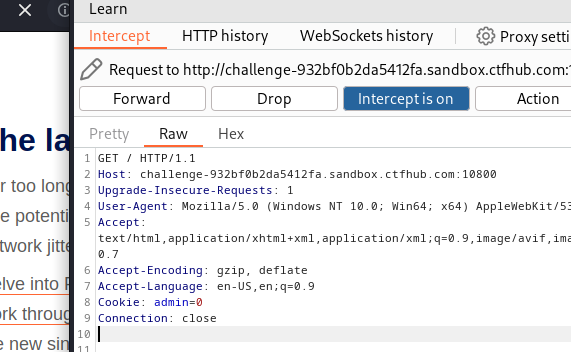 Learn
Intercept HTTP history WebSockets history Proxy setti
Request to http://challenge-932bf0b2da5412fa.sandbox.ctfhub.com:1
Forward Drop Intercept is on Action
Pretty Raw Hex
1 GET / HTTP/1.1
2 Host: challenge-932bf0b2da5412fa.sandbox.ctfhub.com:10800
3 Upgrade-Insecure-Requests: 1
4 User-Agent: Mozilla/5.0 (Windows NT 10.0; Win64; x64) AppleWebKit/53
5 Accept:
text/html,application/xhtml+xml,application/xml;q=0.9,image/avif,ima
0.7
6 Accept-Encoding: gzip, deflate
7 Accept-Language: en-US,en;q=0.9
8 Cookie: admin=0
9 Connection: close
10
11
he la
r too long
e potenti
twork jitte
elve into
ork throug
e new sin